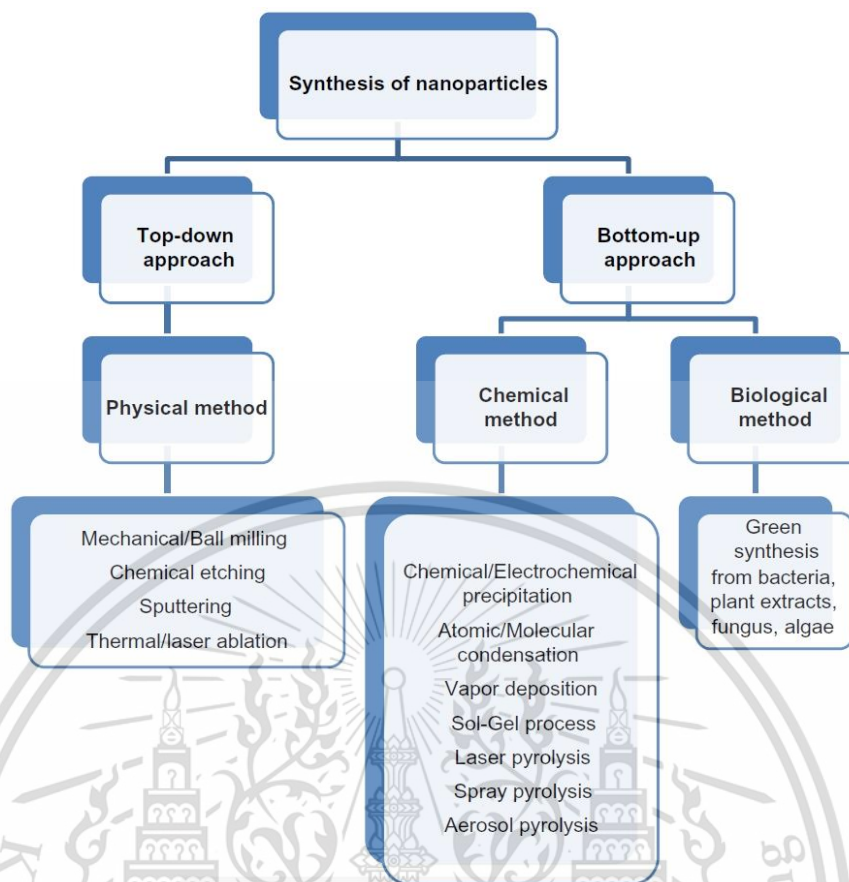 Synthesis of nanoparticles
Top-down
approach
Bottom-up
approach
Physical method
Chemical
method
Biological
method
Mechanical/Ball milling
Chemical etching
Sputtering
Thermal/laser ablation
Chemical/Electrochemical
precipitation
Atomic/Molecular
condensation
Vapor deposition
Sol-Gel process
Laser pyrolysis
Spray pyrolysis
Aerosol pyrolysis
Green
synthesis
from bacteria,
plant extracts,
fungus, algae